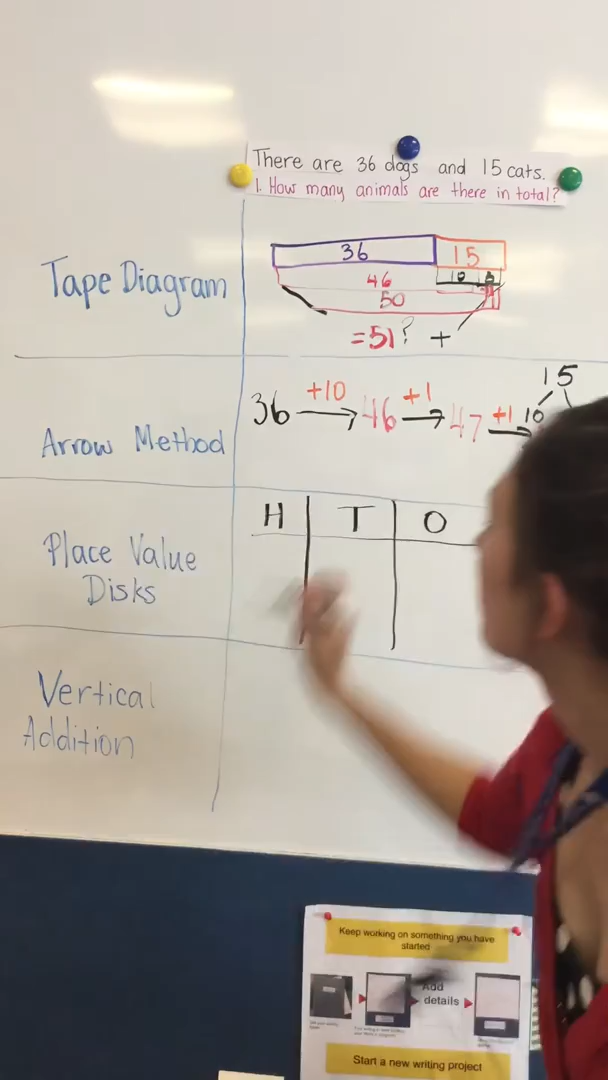 There are 36 dogs and 15 cats.
1. How many animals are there in total?
Tape Diagram
36 15
46 10
50
=51? +
Arrow Method
36 +10 46 +1 47 +1
15
10
Place Value
Disks
H T O
Vertical
Addition
Keep working on something you have
started
Add
details
Start a new writing project